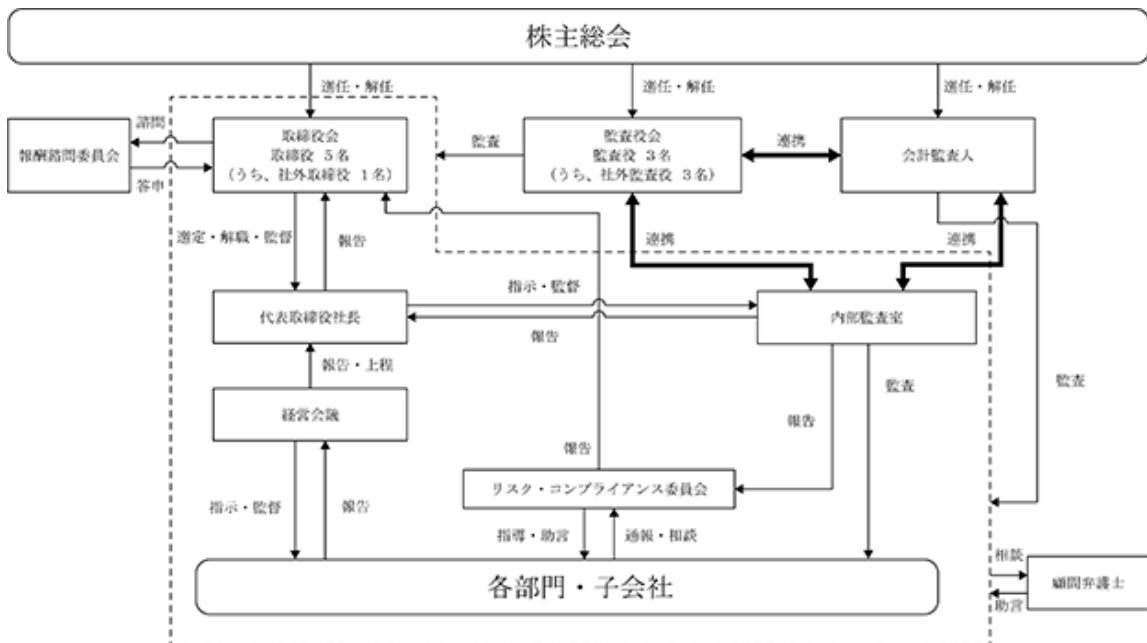 株主総会
選任・解任
選任・解任
選任・解任
諮問
報酬諮問委員会
答申
取締役会
取締役 5名
（うち、社外取締役 1名）
監査
監査役会
監査役 3名
（うち、社外監査役 3名）
連携
会計監査人
選定・解職・監督
報告
連携
連携
指示・監督
代表取締役社長
内部監査室
報告
報告・上程
監査
監査
経営会議
報告
報告
リスク・コンプライアンス委員会
指示・監督
報告
指導・助言
通報・相談
相談
各部門・子会社
顧問弁護士
助言